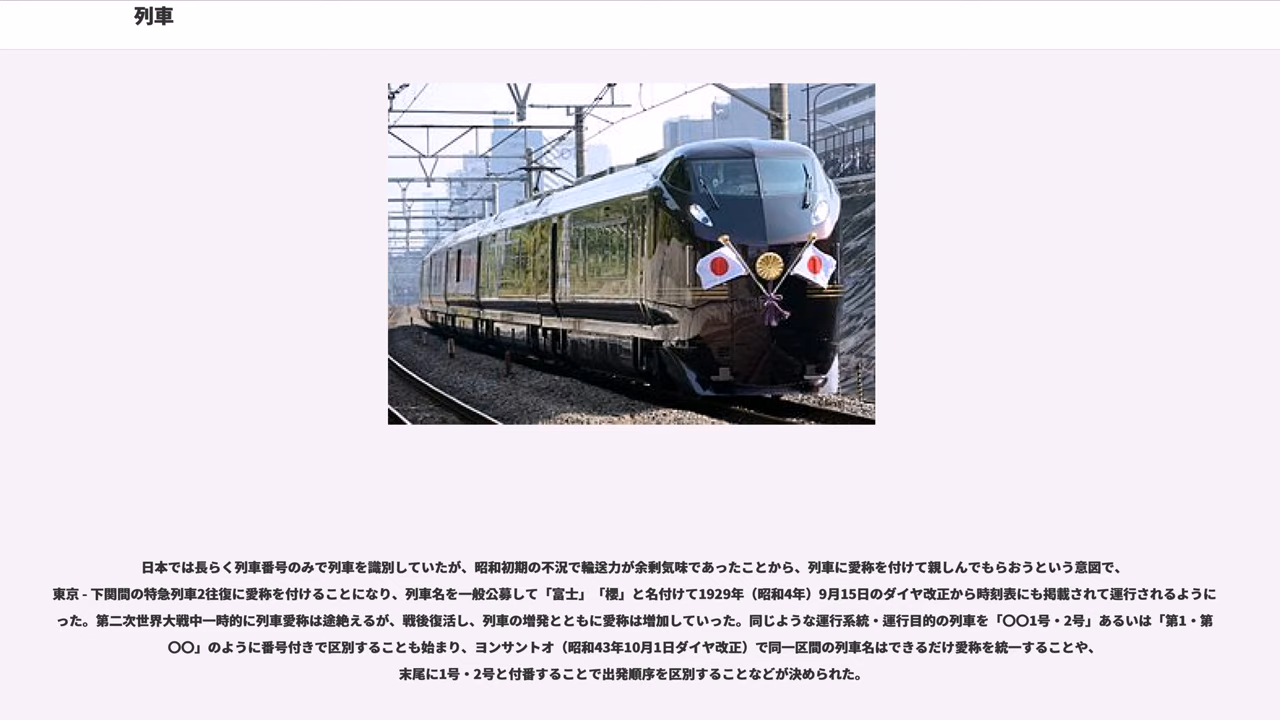 列車
日本では長らく列車番号のみで列車を識別していたが、昭和初期の不況で輸送力が余剰気味であったことから、列車に愛称を付けて親しんでもらおうという意図で、
東京 - 下関間の特急列車2往復に愛称を付けることになり、列車名を一般公募して「富士」「櫻」と名付けて1929年（昭和4年）9月15日のダイヤ改正から時刻表にも掲載されて運行されるように
った。第二次世界大戦中一時的に列車愛称は途絶えるが、戦後復活し、列車の増発とともに愛称は増加していった。同じような運行系統・運行目的の列車を「〇〇1号・2号」あるいは「第1・第
〇〇」のように番号付きで区別することも始まり、ヨンサントオ（昭和43年10月1日ダイヤ改正）で同一区間の列車名はできるだけ愛称を統一することや、
末尾に1号・2号と付番することで出発順序を区別することなどが決められた。